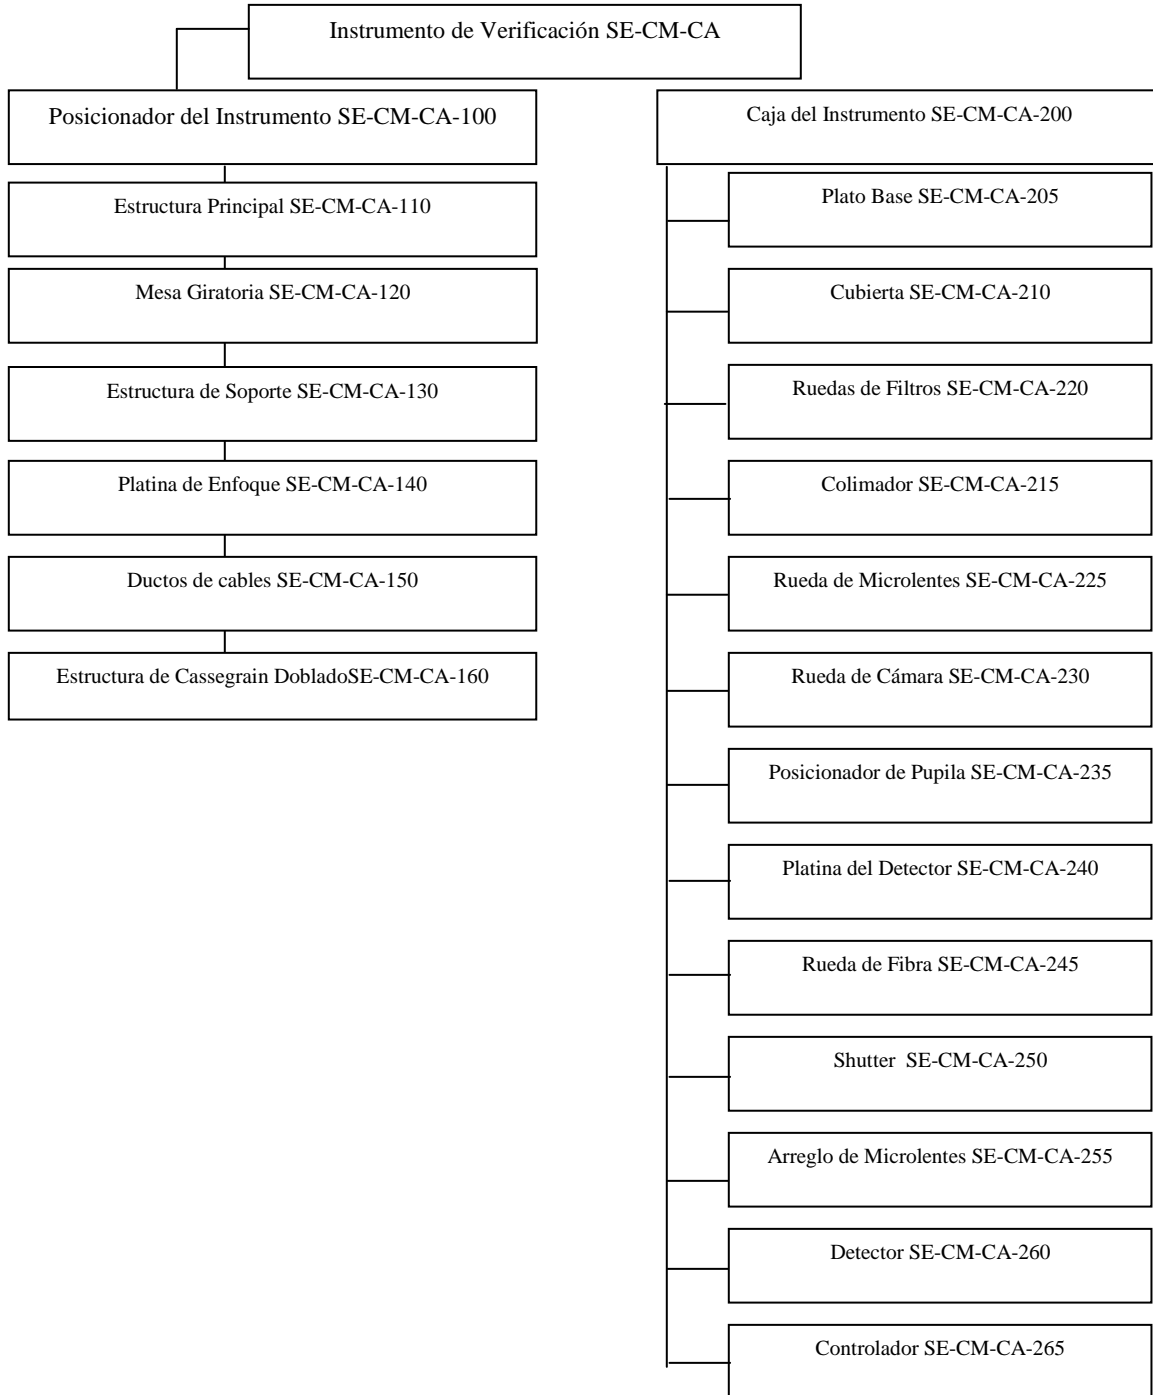 Instrumento de Verificación SE-CM-CA
Posicionador del Instrumento SE-CM-CA-100
Estructura Principal SE-CM-CA-110
Mesa Giratoria SE-CM-CA-120
Estructura de Soporte SE-CM-CA-130
Platina de Enfoque SE-CM-CA-140
Ductos de cables SE-CM-CA-150
Estructura de Cassegrain DobladoSE-CM-CA-160
Caja del Instrumento SE-CM-CA-200
Plato Base SE-CM-CA-205
Cubierta SE-CM-CA-210
Ruedas de Filtros SE-CM-CA-220
Colimador SE-CM-CA-215
Rueda de Microlentes SE-CM-CA-225
Rueda de Cámara SE-CM-CA-230
Posicionador de Pupila SE-CM-CA-235
Platina del Detector SE-CM-CA-240
Rueda de Fibra SE-CM-CA-245
Shutter  SE-CM-CA-250
Arreglo de Microlentes SE-CM-CA-255
Detector SE-CM-CA-260
Controlador SE-CM-CA-265